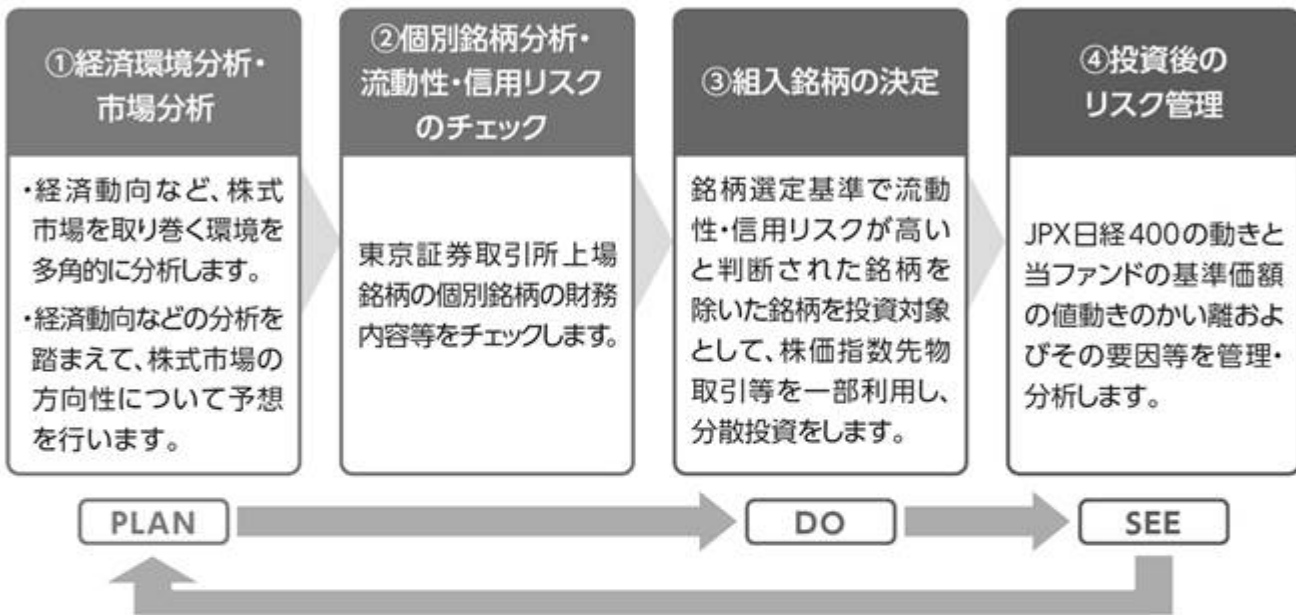 ①経済環境分析・
市場分析
・経済動向など、株式
市場を取り巻く環境を
多角的に分析します。
・経済動向などの分析を
踏まえて、株式市場の
方向性について予想
を行います。
②個別銘柄分析・
流動性・信用リスク
のチェック
東京証券取引所上場
銘柄の個別銘柄の財務
内容等をチェックします。
③組入銘柄の決定
銘柄選定基準で流動
性・信用リスクが高い
と判断された銘柄を
除いた銘柄を投資対象
として、株価指数先物
取引等を一部利用し、
分散投資をします。
④投資後の
リスク管理
JPX日経400の動きと
当ファンドの基準価額
の値動きのかい離およ
びその要因等を管理・
分析します。
PLAN
DO
SEE